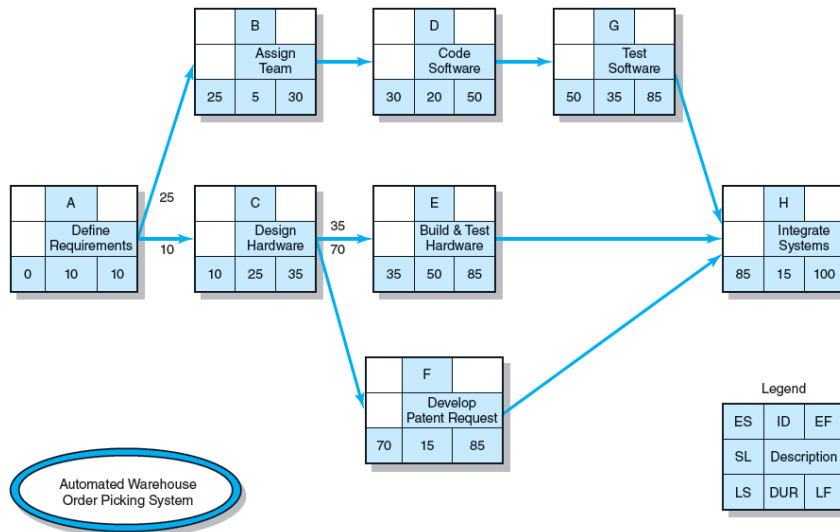 B
Assign
Team
25 5 30
D
Code
Software
30 20 50
G
Test
Software
50 35 85
A
Define
Requirements
0 10 10
25
10
C
Design
Hardware
10 25 35
35
70
E
Build & Test
Hardware
35 50 85
H
Integrate
Systems
85 15 100
F
Develop
Patent Request
70 15 85
Legend
ES ID EF
SL Description
LS DUR LF
Automated Warehouse
Order Picking System